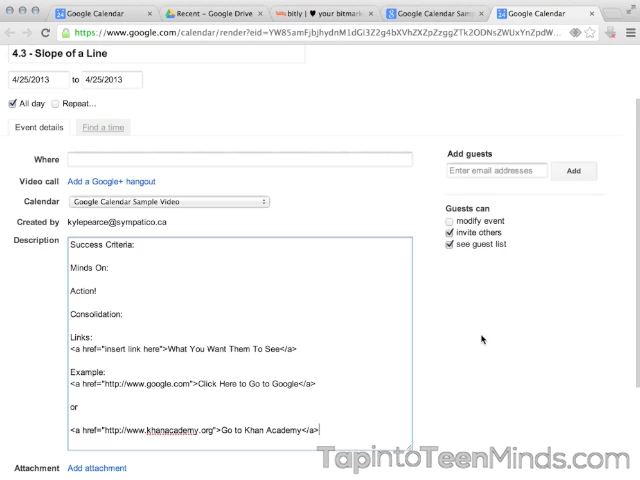 Google Calendar
Recent - Google Drive
bitly | ♥ your bitmark
Google Calendar Sam
Google Calendar
https://www.google.com/calendar/render?eid=
4.3 - Slope of a Line
4/25/2013 to 4/25/2013
All day Repeat...
Event details Find a time
Where
Video call Add a Google+ hangout
Calendar Google Calendar Sample Video
Created by kylepearce@sympatico.ca
Description
Success Criteria:
Minds On:
Action!
Consolidation:
Links:
<a href="insert link here">What You Want Them To See</a>
Example:
<a href="http://www.google.com">Click Here to Go to Google</a>
or
<a href="http://www.khanacademy.org">Go to Khan Academy</a>
Attachment Add attachment
Add guests
Enter email addresses Add
Guests can
modify event
invite others
see guest list
TapintoTeenMinds.com